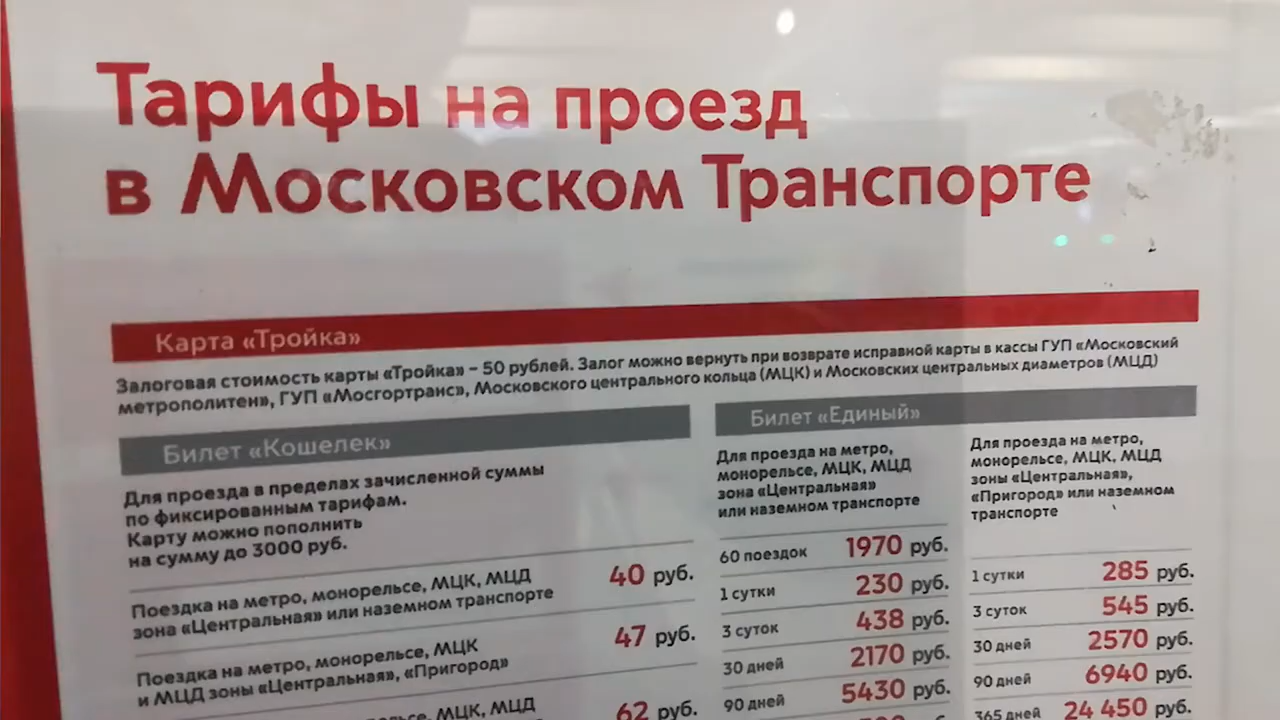 Тарифы на проезд
в Московском Транспорте
Карта «Тройка»
Залоговая стоимость карты «Тройка» – 50 рублей. Залог можно вернуть при возврате исправной карты в кассы ГУП «Московский
метрополитен», ГУП «Мосгортранс», Московского центрального кольца (МЦК) и Московских центральных диаметров (МЦД)
Билет «Кошелек»
Для проезда в пределах зачисленной суммы
по фиксированным тарифам.
Карту можно пополнить
на сумму до 3000 руб.
Поездка на метро, монорельсе, МЦК, МЦД
зона «Центральная» или наземном транспорте
40 руб.
Поездка на метро, монорельсе, МЦК
и МЦД зоны «Центральная», «Пригород»
47 руб.
МЦК, МЦД
62 руб.
Билет «Единый»
Для проезда на метро,
монорельсе, МЦК, МЦД
зона «Центральная»
или наземном транспорте
60 поездок 1970 руб.
1 сутки 230 руб.
3 суток 438 руб.
30 дней 2170 руб.
90 дней 5430 руб.
Для проезда на метро,
монорельсе, МЦК, МЦД
зоны «Центральная»,
«Пригород» или наземном
транспорте
1 сутки 285 руб.
3 суток 545 руб.
30 дней 2570 руб.
90 дней 6940 руб.
365 дней 24 450 руб.